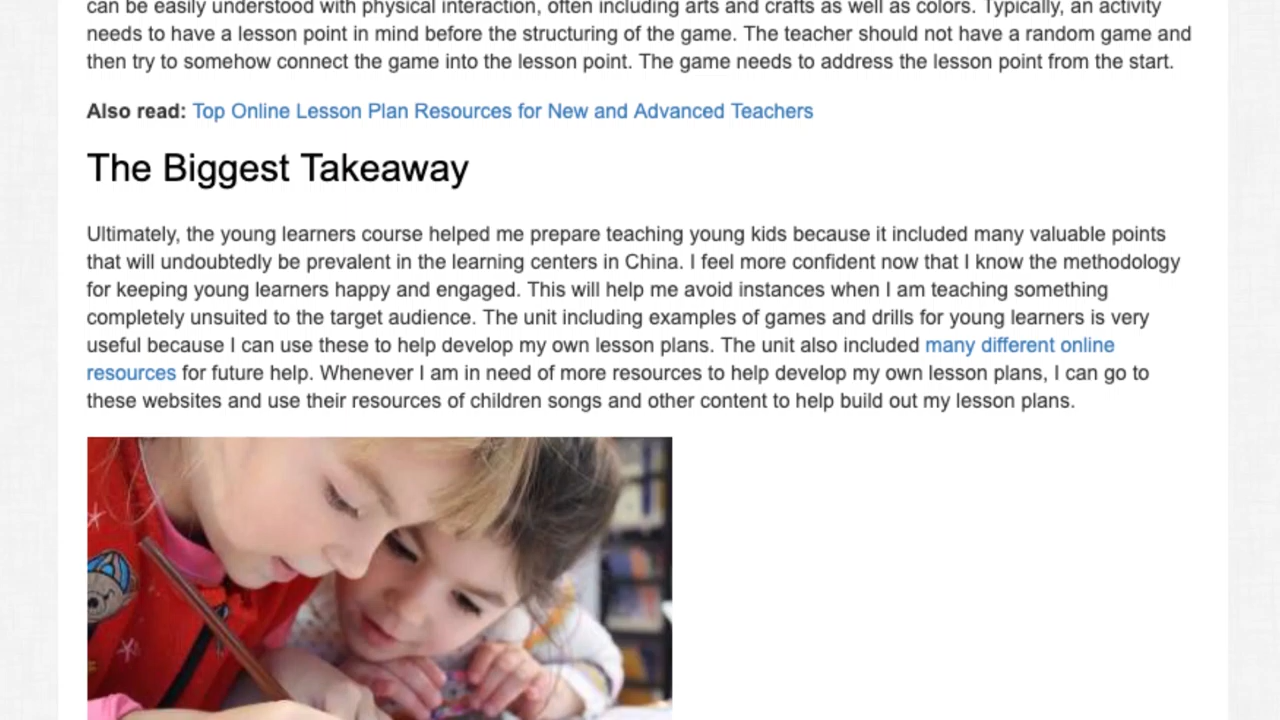 can be easily understood with physical interaction, often including arts and crafts as well as colors. Typically, an activity
needs to have a lesson point in mind before the structuring of the game. The teacher should not have a random game and
then try to somehow connect the game into the lesson point. The game needs to address the lesson point from the start.
Also read: Top Online Lesson Plan Resources for New and Advanced Teachers
The Biggest Takeaway
Ultimately, the young learners course helped me prepare teaching young kids because it included many valuable points
that will undoubtedly be prevalent in the learning centers in China. I feel more confident now that I know the methodology
for keeping young learners happy and engaged. This will help me avoid instances when I am teaching something
completely unsuited to the target audience. The unit including examples of games and drills for young learners is very
useful because I can use these to help develop my own lesson plans. The unit also included many different online
resources for future help. Whenever I am in need of more resources to help develop my own lesson plans, I can go to
these websites and use their resources of children songs and other content to help build out my lesson plans.